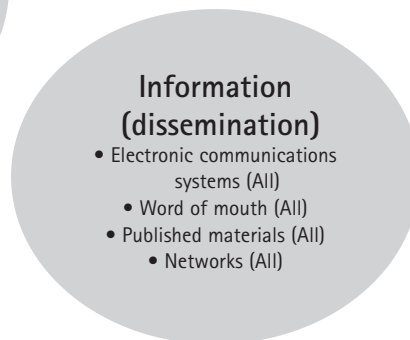 Information
(dissemination)
• Electronic communications
systems (All)
• Word of mouth (All)
• Published materials (All)
• Networks (All)